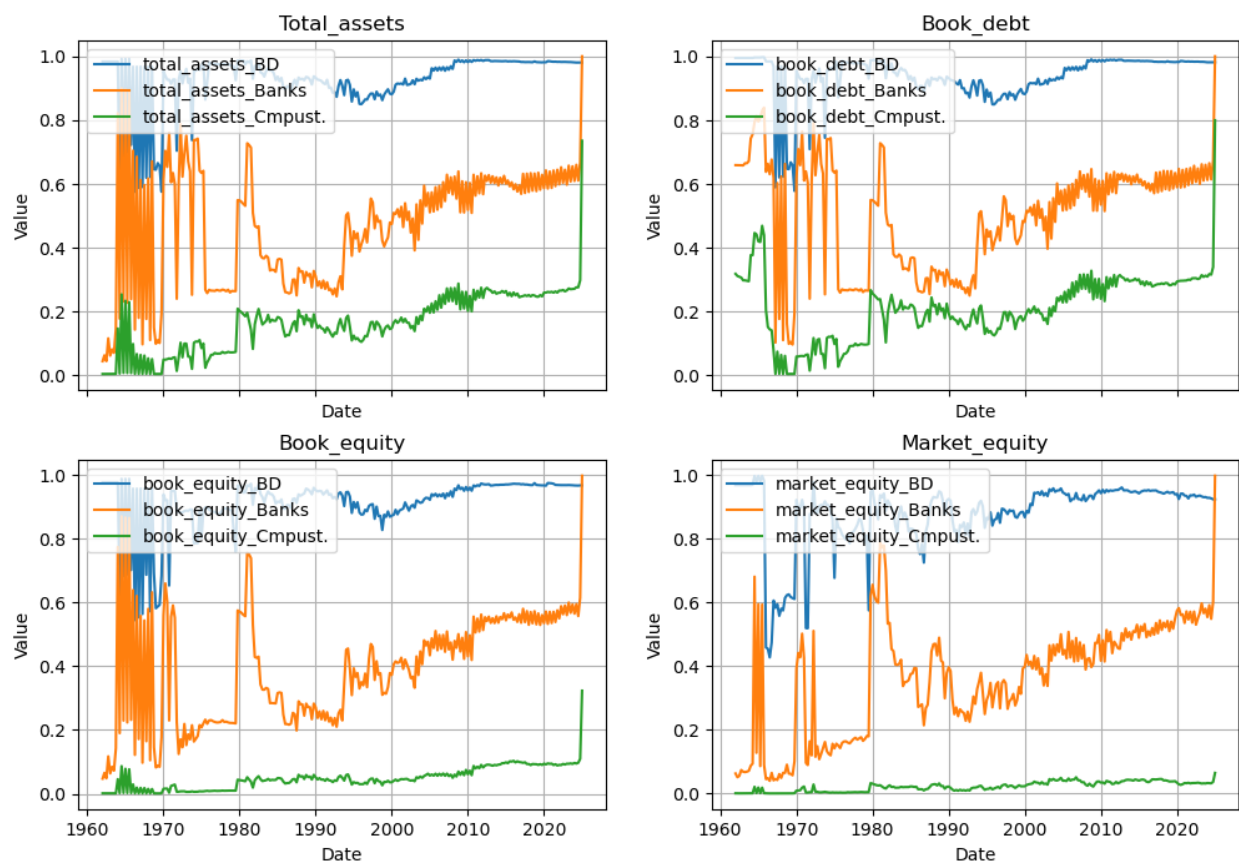 Total_assets
Value
1.0
0.8
0.6
0.4
0.2
0.0
total_assets_BD
total_assets_Banks
total_assets_Cmpust.
Date
Book_debt
Value
1.0
0.8
0.6
0.4
0.2
0.0
book_debt_BD
book_debt_Banks
book_debt_Cmpust.
Date
Book_equity
Value
1.0
0.8
0.6
0.4
0.2
0.0
book_equity_BD
book_equity_Banks
book_equity_Cmpust.
1960 1970 1980 1990 2000 2010 2020
Date
Market_equity
Value
1.0
0.8
0.6
0.4
0.2
0.0
market_equity_BD
market_equity_Banks
market_equity_Cmpust.
1960 1970 1980 1990 2000 2010 2020
Date